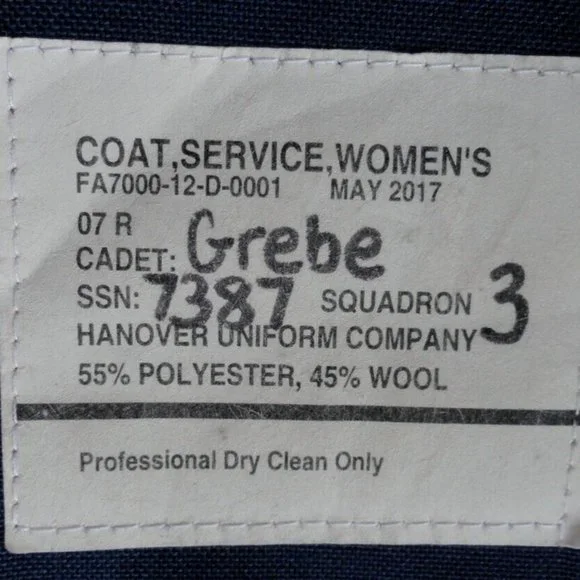 COAT,SERVICE,WOMEN'S
FA7000-12-D-0001 MAY 2017
07 R
CADET: Grebe
SSN: 7387 SQUADRON 3
HANOVER UNIFORM COMPANY
55% POLYESTER, 45% WOOL
Professional Dry Clean Only